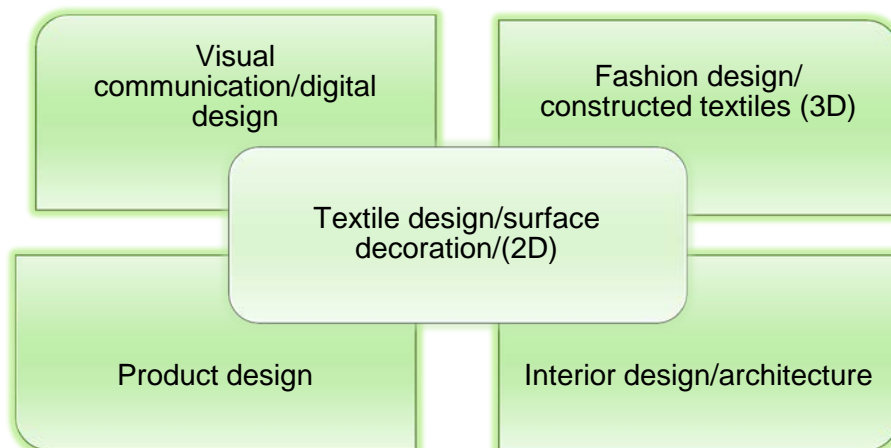 Visual
communication/digital
design
Fashion design/
constructed textiles (3D)
Textile design/surface
decoration/(2D)
Product design
Interior design/architecture